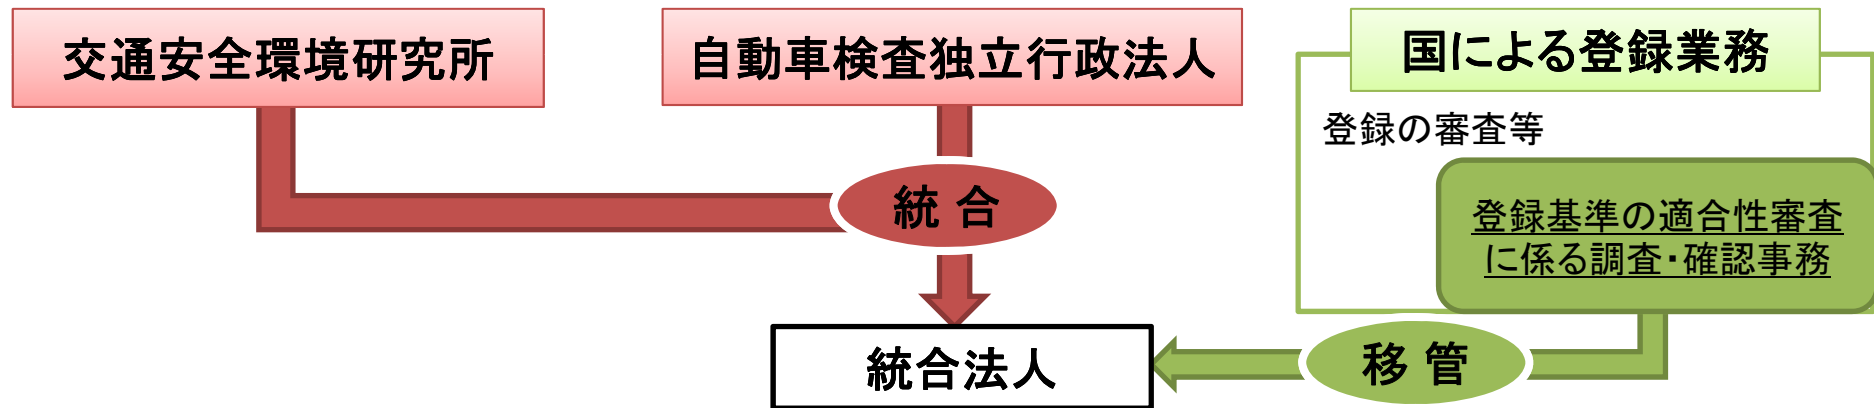 交通安全環境研究所
自動車検査独立行政法人
国による登録業務
登録の審査等
登録基準の適合性審査
に係る調査・確認事務
統 合
統合法人
移 管